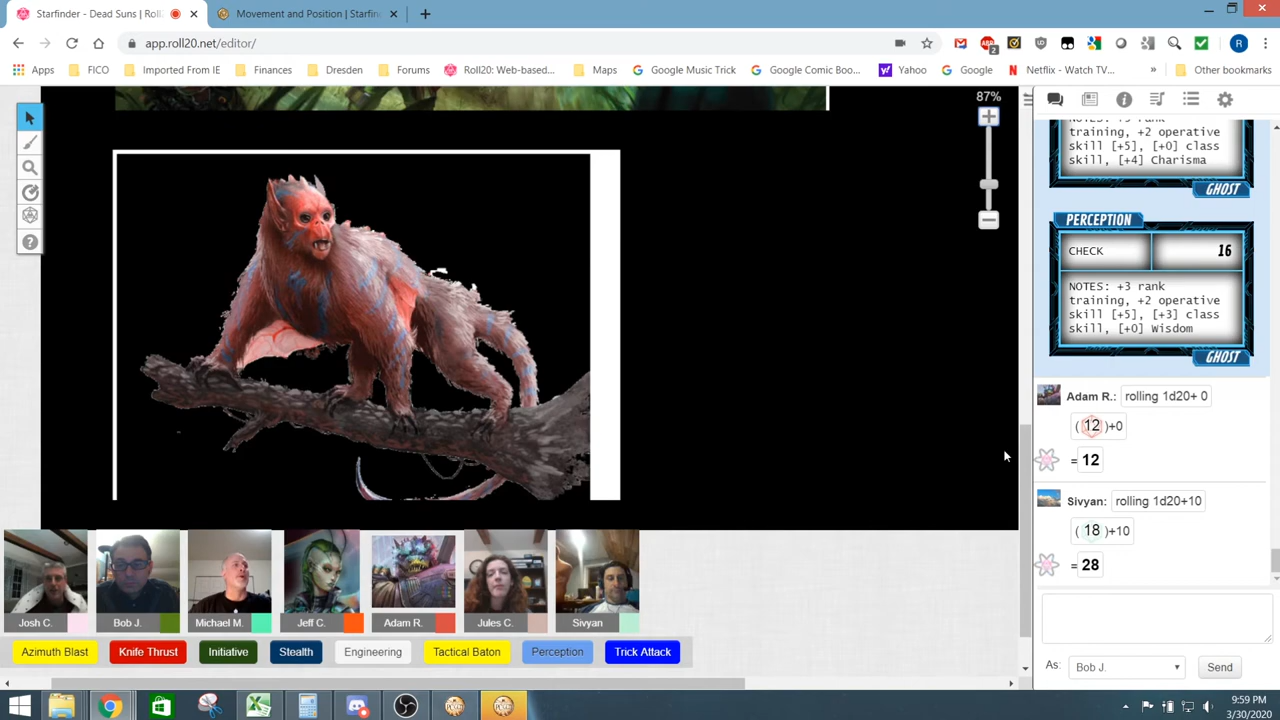 Starfinder - Dead Suns | Roll
Movement and Position | Starfin
app.roll20.net/editor/
Apps
FICO
Imported From IE
Finances
Dresden
Forums
Roll20: Web-based...
Maps
Google Music Trick
Google Comic Boo...
Yahoo
Google
Netflix - Watch TV...
»
Other bookmarks
87%
training, +2 operative
skill [+5], [+0] class
skill, [+4] Charisma
GHOST
PERCEPTION
CHECK 16
NOTES: +3 rank
training, +2 operative
skill [+5], [+3] class
skill, [+0] Wisdom
GHOST
Adam R.: rolling 1d20+ 0
(12)+0
= 12
Sivyan: rolling 1d20+10
(18)+10
= 28
Josh C.
Bob J.
Michael M.
Jeff C.
Adam R.
Jules C.
Sivyan
Azimuth Blast
Knife Thrust
Initiative
Stealth
Engineering
Tactical Baton
Perception
Trick Attack
As: Bob J. Send
9:59 PM
3/30/2020